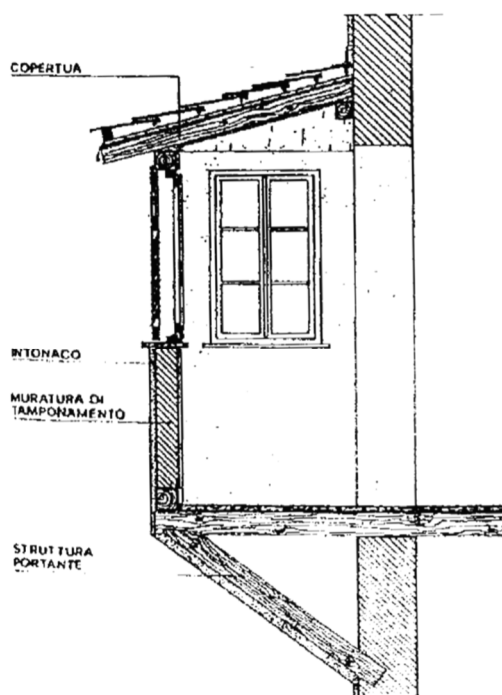 COPERTUA
INTONACO
MURATURA DI
TAMPONAMENTO
STRUTTURA
PORTANTE